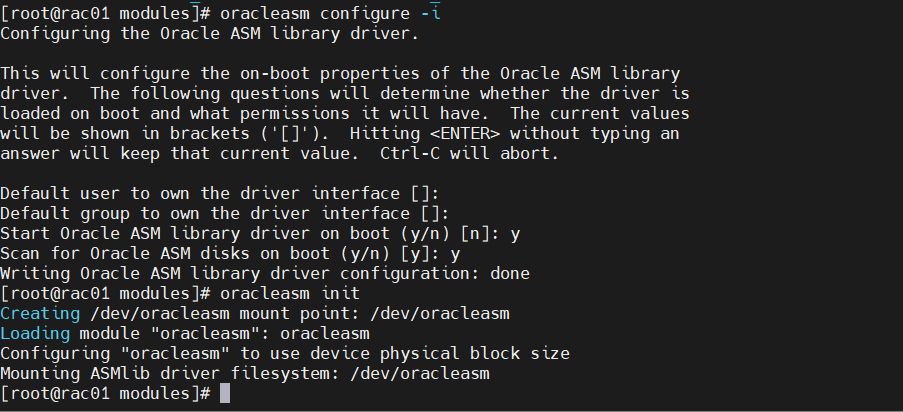 [root@rac01 modules]# oracleasm configure -i
Configuring the Oracle ASM library driver.
This will configure the on-boot properties of the Oracle ASM library
driver.  The following questions will determine whether the driver is
loaded on boot and what permissions it will have.  The current values
will be shown in brackets ('[]').  Hitting <ENTER> without typing an
answer will keep that current value.  Ctrl-C will abort.
Default user to own the driver interface []:
Default group to own the driver interface []:
Start Oracle ASM library driver on boot (y/n) [n]: y
Scan for Oracle ASM disks on boot (y/n) [y]: y
Writing Oracle ASM library driver configuration: done
[root@rac01 modules]# oracleasm init
Creating /dev/oracleasm mount point: /dev/oracleasm
Loading module "oracleasm": oracleasm
Configuring "oracleasm" to use device physical block size
Mounting ASMlib driver filesystem: /dev/oracleasm
[root@rac01 modules]#